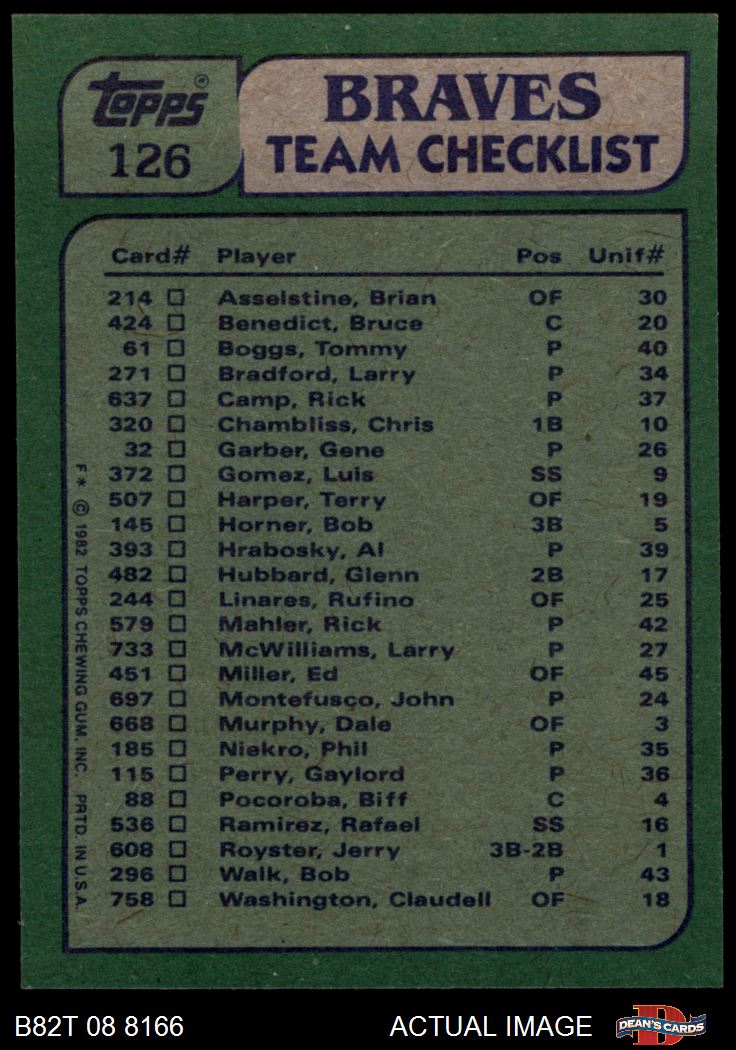 Topps®
126
BRAVES
TEAM CHECKLIST
Card# Player Pos Unif#
214 Asselstine, Brian OF 30
424 Benedict, Bruce C 20
61 Boggs, Tommy P 40
271 Bradford, Larry P 34
637 Camp, Rick P 37
320 Chambliss, Chris 1B 10
32 Garber, Gene P 26
372 Gomez, Luis SS 9
507 Harper, Terry OF 19
145 Horner, Bob 3B 5
393 Hrabosky, Al P 39
482 Hubbard, Glenn 2B 17
244 Linares, Rufino OF 25
579 Mahler, Rick P 42
733 McWilliams, Larry P 27
451 Miller, Ed OF 45
697 Montefusco, John P 24
668 Murphy, Dale OF 3
185 Niekro, Phil P 35
115 Perry, Gaylord P 36
88 Pocoroba, Biff C 4
536 Ramirez, Rafael SS 16
608 Royster, Jerry 3B-2B 1
296 Walk, Bob P 43
758 Washington, Claudell OF 18
F* © 1982 TOPPS CHEWING GUM, INC. PRTD. IN U.S.A.
B82T 08 8166 ACTUAL IMAGE
D
DEAN'S CARDS